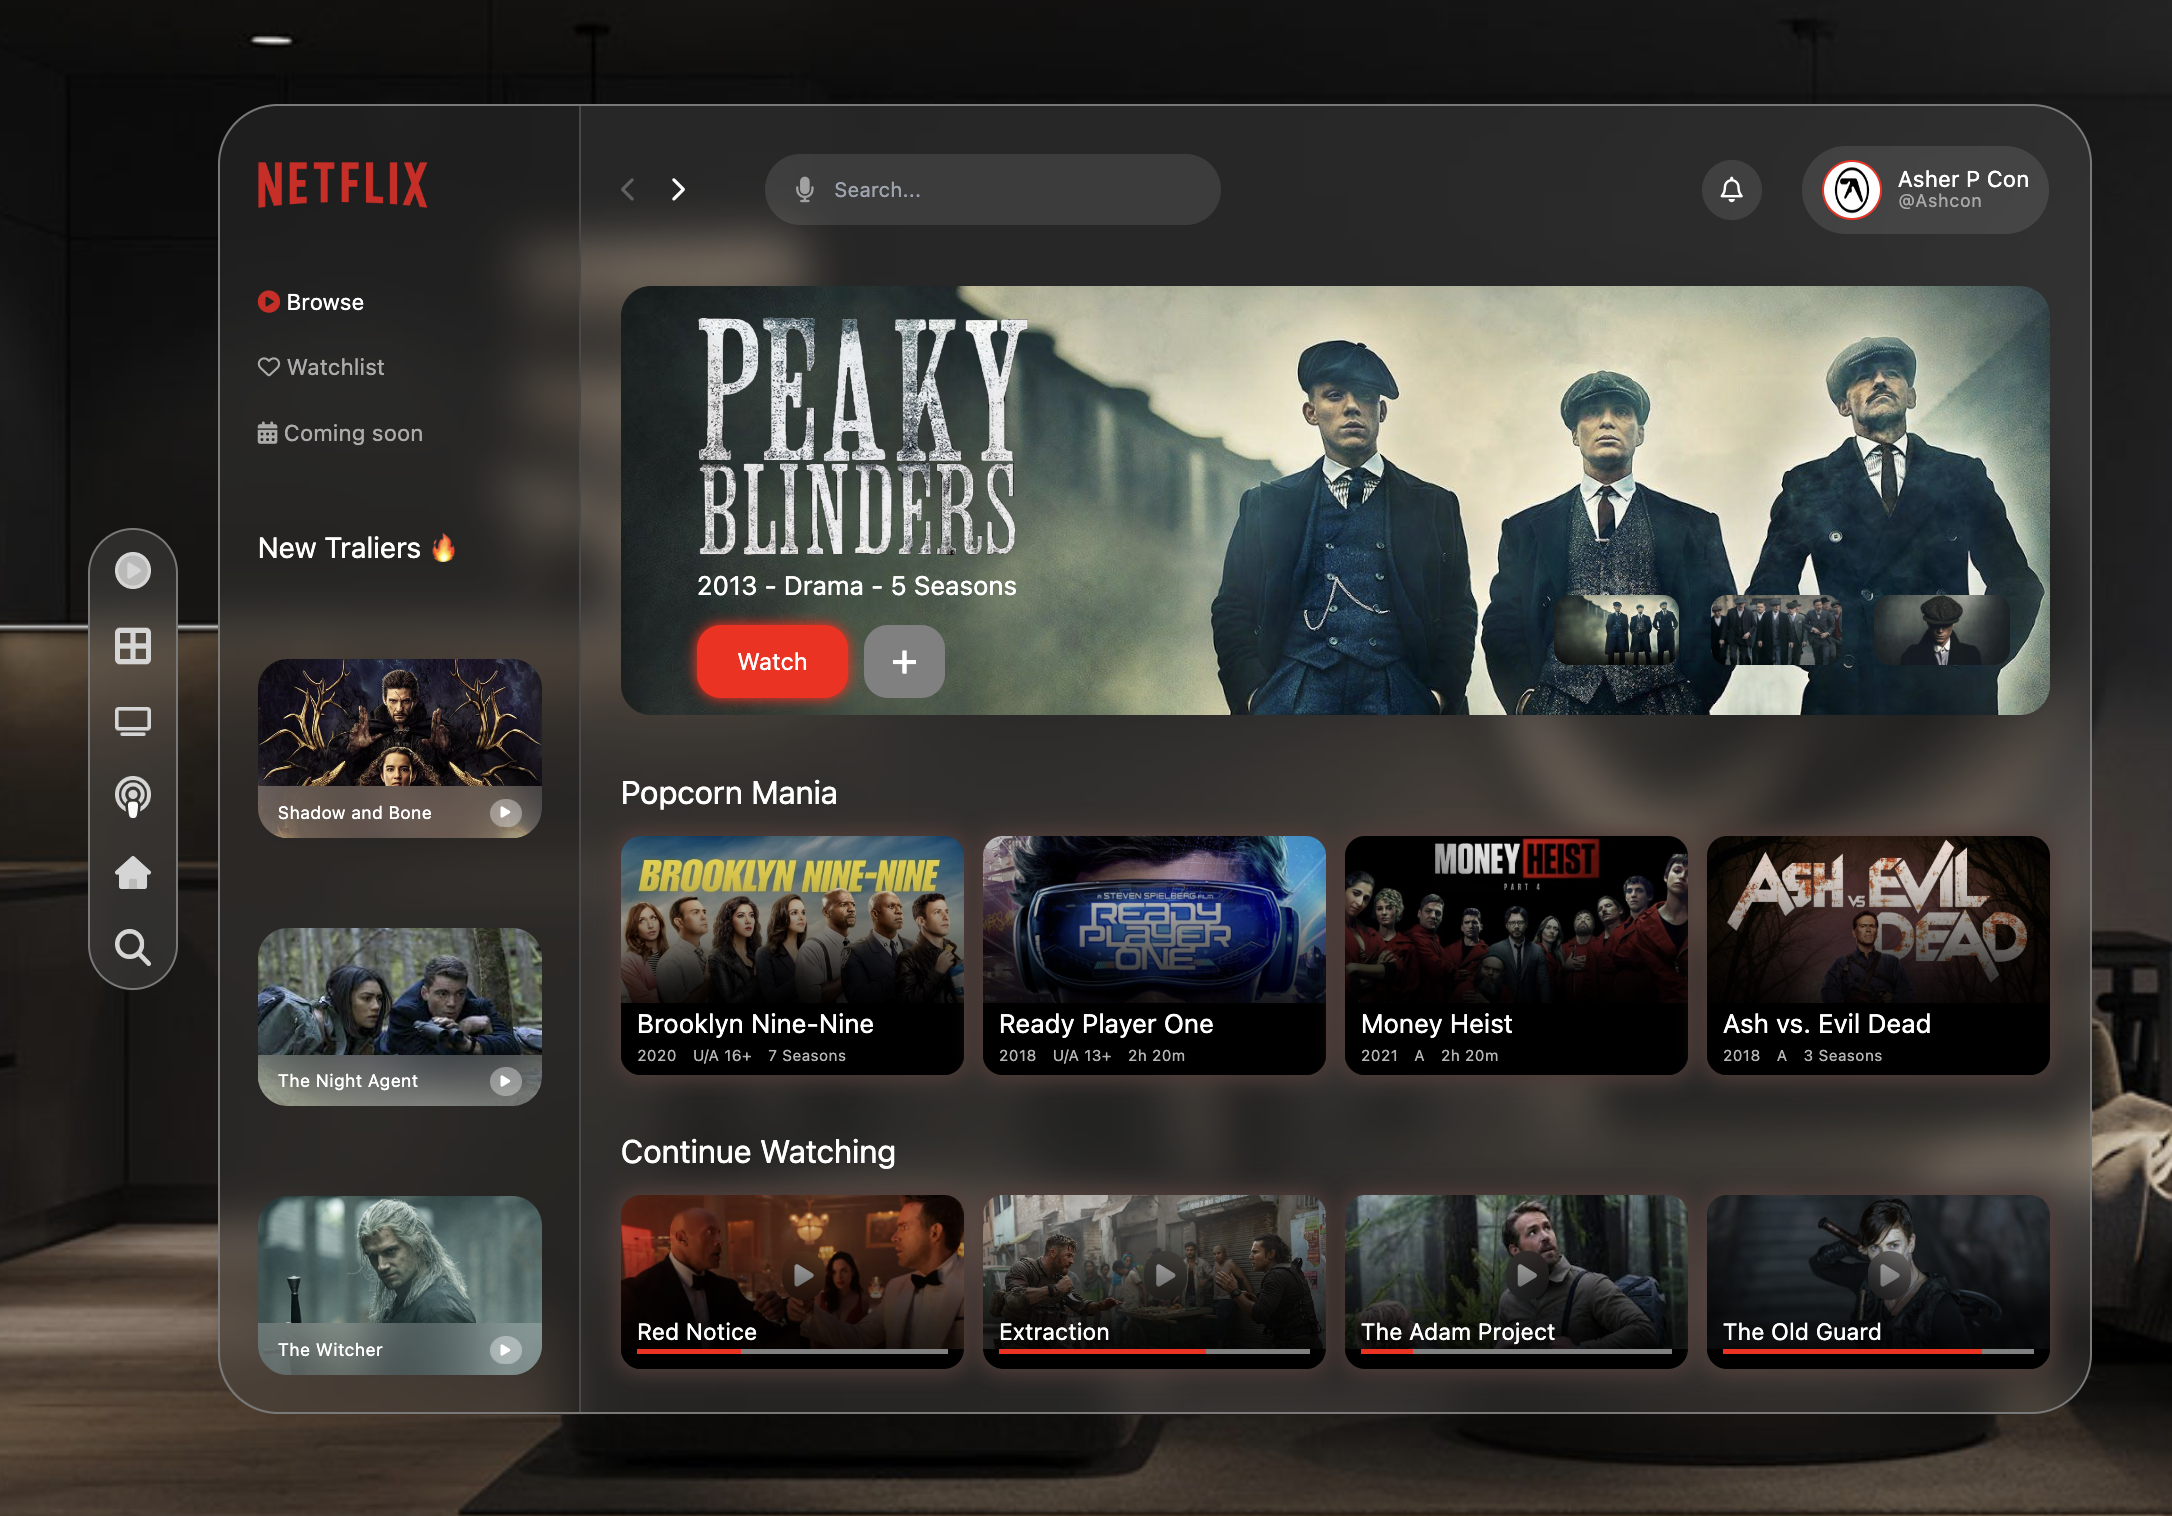 NETFLIX
Search...
Asher P Con
@Ashcon
Browse
Watchlist
Coming soon
New Traliers 🔥
Shadow and Bone
The Night Agent
The Witcher
PEAKY
BLINDERS
2013 - Drama - 5 Seasons
Watch
Popcorn Mania
BROOKLYN NINE-NINE
Brooklyn Nine-Nine
2020 U/A 16+ 7 Seasons
A STEVEN SPIELBERG FILM
READY
PLAYER
ONE
Ready Player One
2018 U/A 13+ 2h 20m
MONEY HEIST
PART 4
Money Heist
2021 A 2h 20m
ASH VS EVIL
DEAD
Ash vs. Evil Dead
2018 A 3 Seasons
Continue Watching
Red Notice
Extraction
The Adam Project
The Old Guard